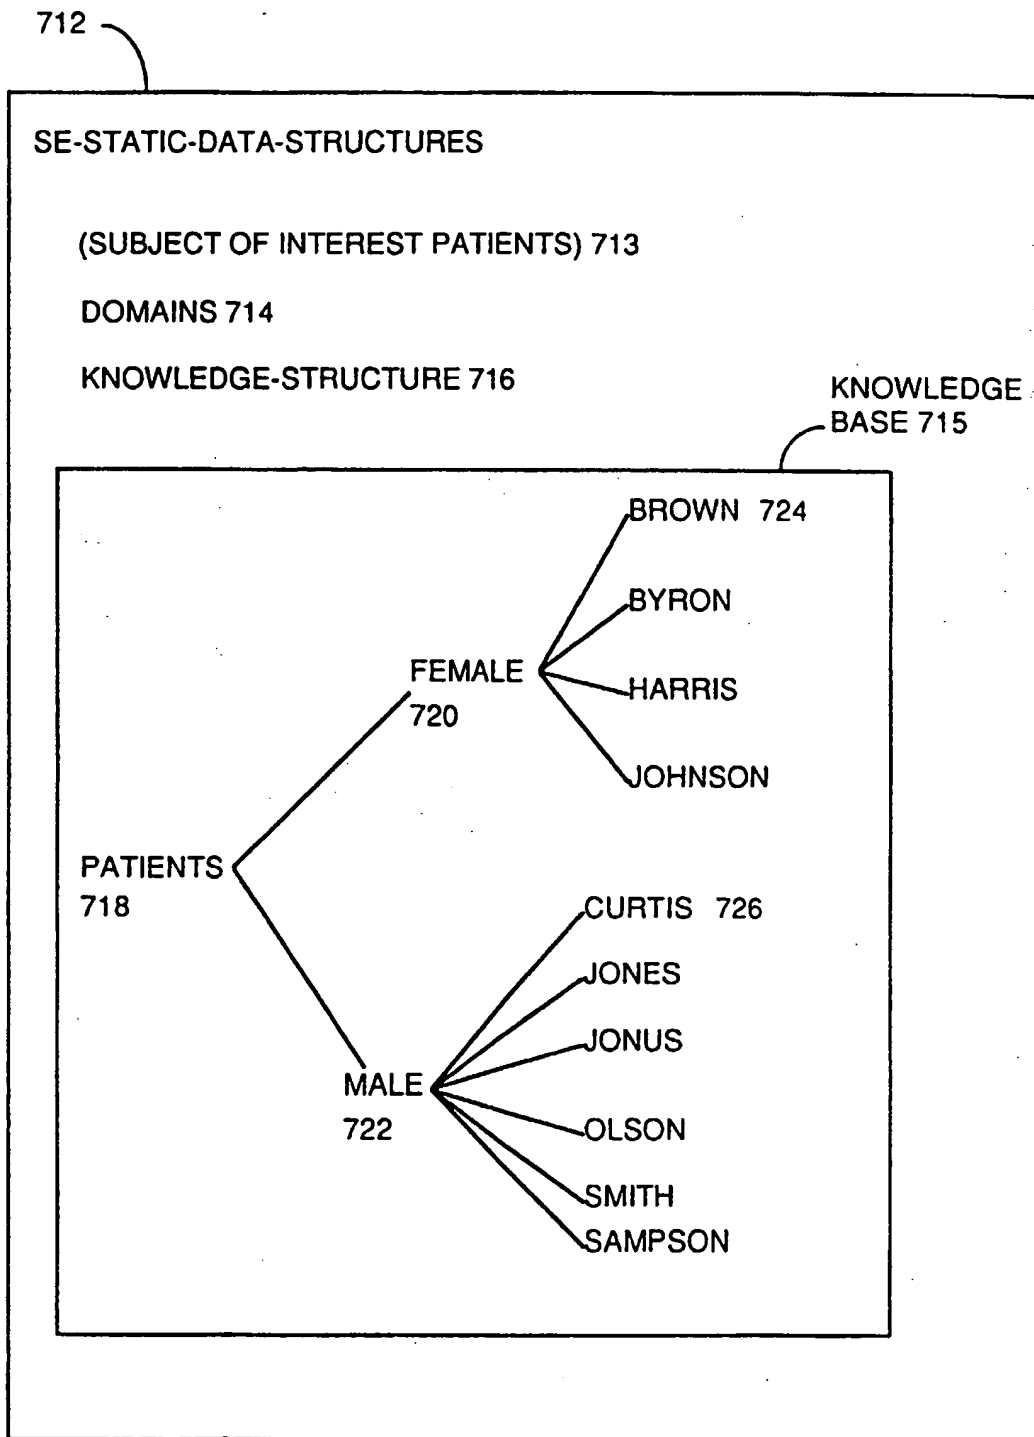 712
SE-STATIC-DATA-STRUCTURES
(SUBJECT OF INTEREST PATIENTS) 713
DOMAINS 714
KNOWLEDGE-STRUCTURE 716
KNOWLEDGE
BASE 715
BROWN 724
BYRON
FEMALE
720
HARRIS
JOHNSON
PATIENTS
718
CURTIS 726
JONES
JONUS
MALE
722
OLSON
SMITH
SAMPSON